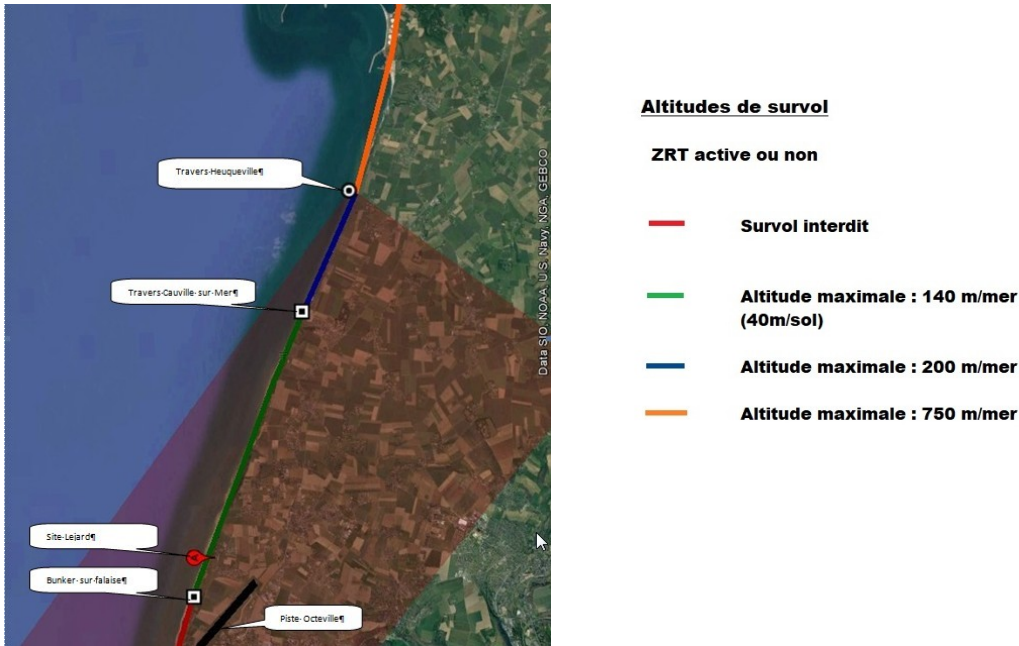 Travers·Heuqueville¶
Travers·Cauville·sur·Mer¶
Site·Lejard¶
Bunker·sur·falaise¶
Piste·Octeville¶
Data SIO, NOAA, U.S. Navy, NGA, GEBCO
Altitudes de survol
ZRT active ou non
Survol interdit
Altitude maximale : 140 m/mer
(40m/sol)
Altitude maximale : 200 m/mer
Altitude maximale : 750 m/mer